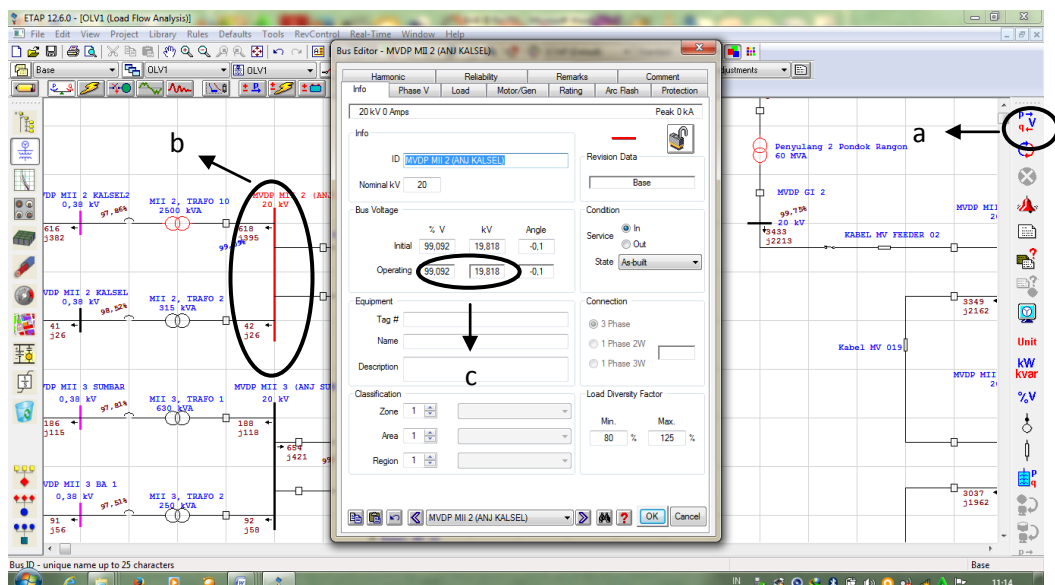 ETAP 12.6.0 - [OLV1 (Load Flow Analysis)]
File Edit View Project Library Rules Defaults Tools RevControl Real-Time Window Help
Base OLV1 OLV1
Bus Editor - MVDP MII 2 (ANJ KALSEL)
Harmonic Reliability Remarks Comment
Info Phase V Load Motor/Gen Rating Arc Flash Protection
20 kV 0 Amps Peak 0 kA
Info
ID MVDP MII 2 (ANJ KALSEL)
Nominal kV 20
Revision Data
Base
Bus Voltage
% V kV Angle
Initial 99,092 19,818 -0,1
Operating 99,092 19,818 -0,1
Condition
Service In
Out
State As-built
Equipment
Tag #
Name
Description
Connection
3 Phase
1 Phase 2W
1 Phase 3W
Classification
Zone 1
Area 1
Region 1
Load Diversity Factor
Min. Max.
80 % 125 %
MVDP MII 2 (ANJ KALSEL) OK Cancel
b
VDP MII 2 KALSEL2
0,38 kV
97,86%
MII 2, TRAFO 10
2500 kVA
MVDP MII 2 (ANJ
20 kV
616
j382
618
j395
VDP MII 2 KALSEL
0,38 kV
98,52%
MII 2, TRAFO 2
315 kVA
41
j26
42
j26
VDP MII 3 SUMBAR
0,38 kV
97,81%
MII 3, TRAFO 1
630 kVA
MVDP MII 3 (ANJ SU
20 kV
186
j115
188
j118
654
j421
VDP MII 3 BA 1
0,38 kV
97,51%
MII 3, TRAFO 2
250 kVA
91
j56
92
j58
c
a
Penyulang 2 Pondok Rangon
60 MVA
MVDP GI 2
99,75%
20 kV
3433
j2213
KABEL MV FEEDER 02
MVDP MII
3349
j2162
Kabel MV 019
MVDP MII
3037
j1962
Unit
kW
kvar
%V
Bus ID - unique name up to 25 characters
Base
IN
11:14